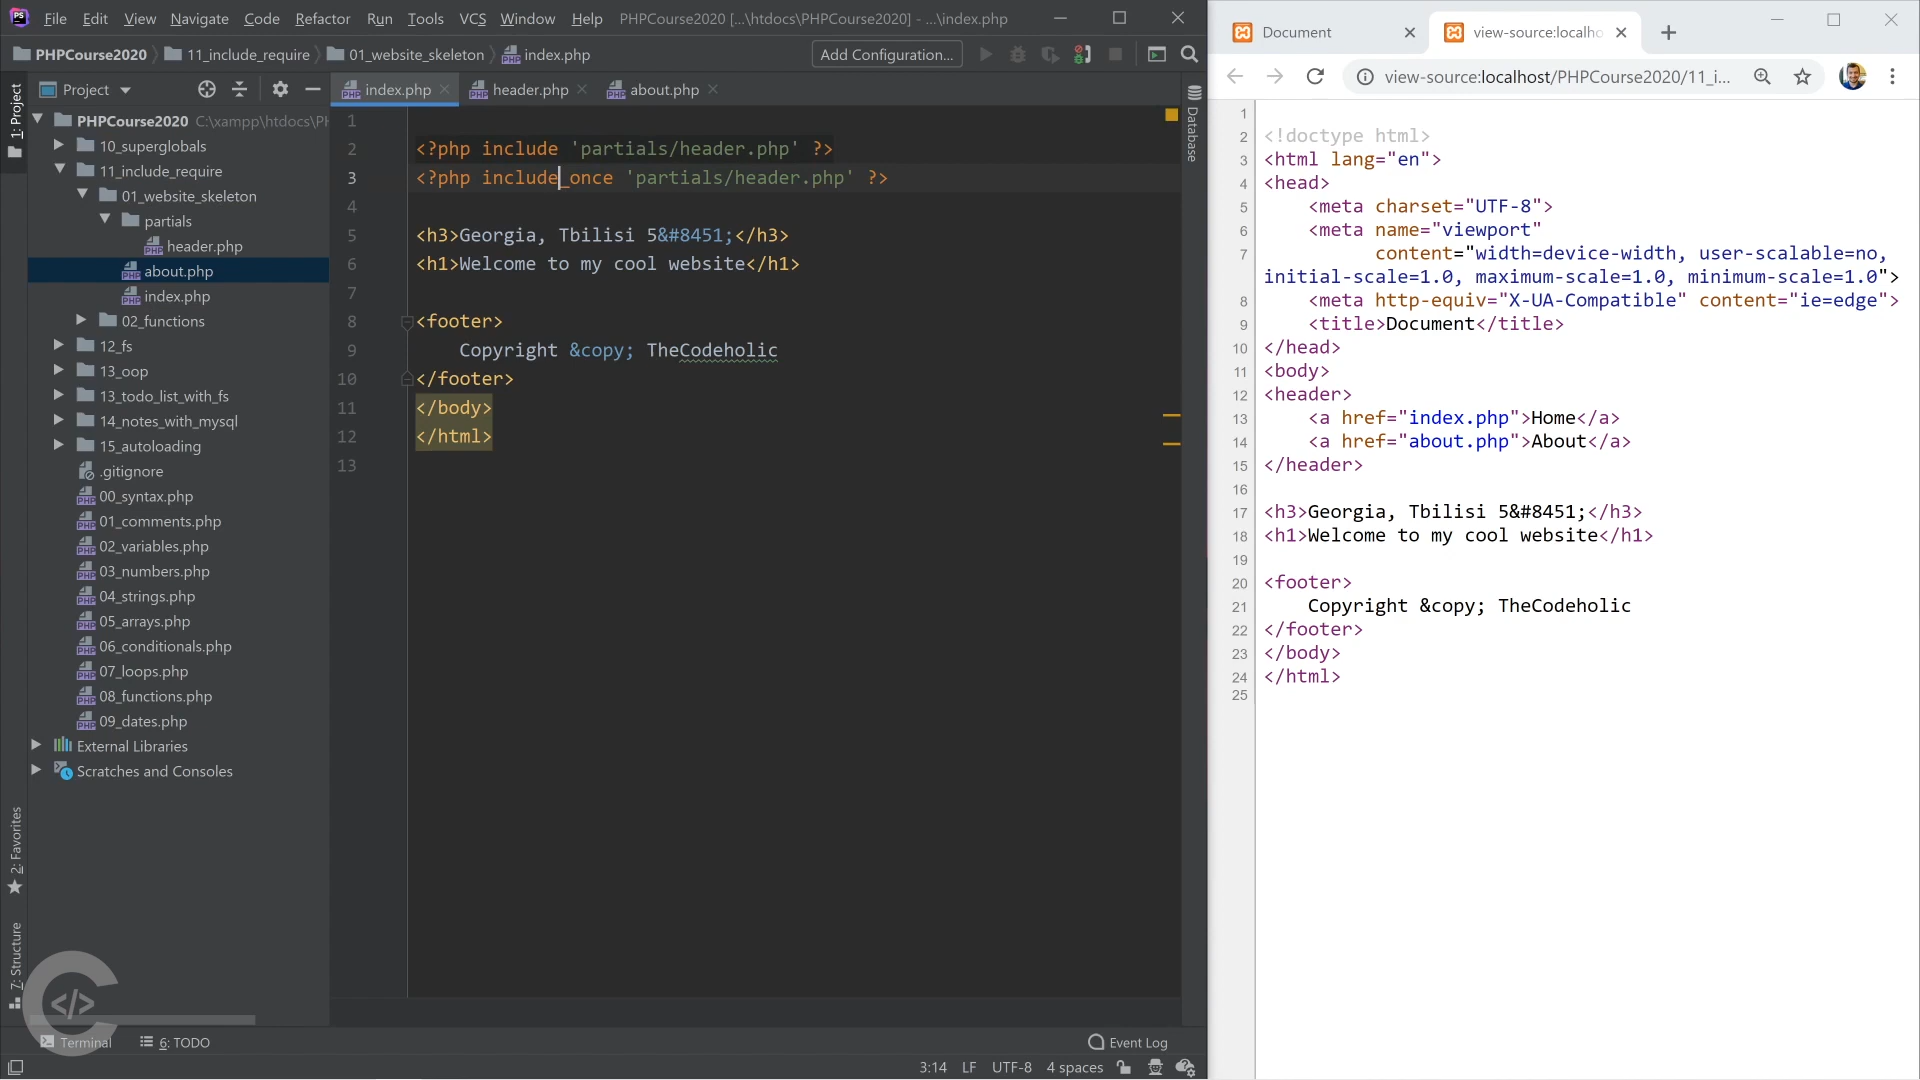 File Edit View Navigate Code Refactor Run Tools VCS Window Help PHPCourse2020 [...\htdocs\PHPCourse2020] - ...\index.php
PHPCourse2020 11_include_require 01_website_skeleton index.php Add Configuration...
1: Project
Project
PHPCourse2020 C:\xampp\htdocs\PH
10_superglobals
11_include_require
01_website_skeleton
partials
header.php
about.php
index.php
02_functions
12_fs
13_oop
13_todo_list_with_fs
14_notes_with_mysql
15_autoloading
.gitignore
00_syntax.php
01_comments.php
02_variables.php
03_numbers.php
04_strings.php
05_arrays.php
06_conditionals.php
07_loops.php
08_functions.php
09_dates.php
External Libraries
Scratches and Consoles
2: Favorites
7: Structure
index.php header.php about.php
1
2 <?php include 'partials/header.php' ?>
3 <?php include_once 'partials/header.php' ?>
4
5 <h3>Georgia, Tbilisi 5&#8451;</h3>
6 <h1>Welcome to my cool website</h1>
7
8 <footer>
9 Copyright &copy; TheCodeholic
10 </footer>
11 </body>
12 </html>
13
Database
Terminal 6: TODO Event Log
3:14 LF UTF-8 4 spaces
Document view-source:localho
view-source:localhost/PHPCourse2020/11_i...
1
2 <!doctype html>
3 <html lang="en">
4 <head>
5 <meta charset="UTF-8">
6 <meta name="viewport"
7 content="width=device-width, user-scalable=no,
initial-scale=1.0, maximum-scale=1.0, minimum-scale=1.0">
8 <meta http-equiv="X-UA-Compatible" content="ie=edge">
9 <title>Document</title>
10 </head>
11 <body>
12 <header>
13 <a href="index.php">Home</a>
14 <a href="about.php">About</a>
15 </header>
16
17 <h3>Georgia, Tbilisi 5&#8451;</h3>
18 <h1>Welcome to my cool website</h1>
19
20 <footer>
21 Copyright &copy; TheCodeholic
22 </footer>
23 </body>
24 </html>
25